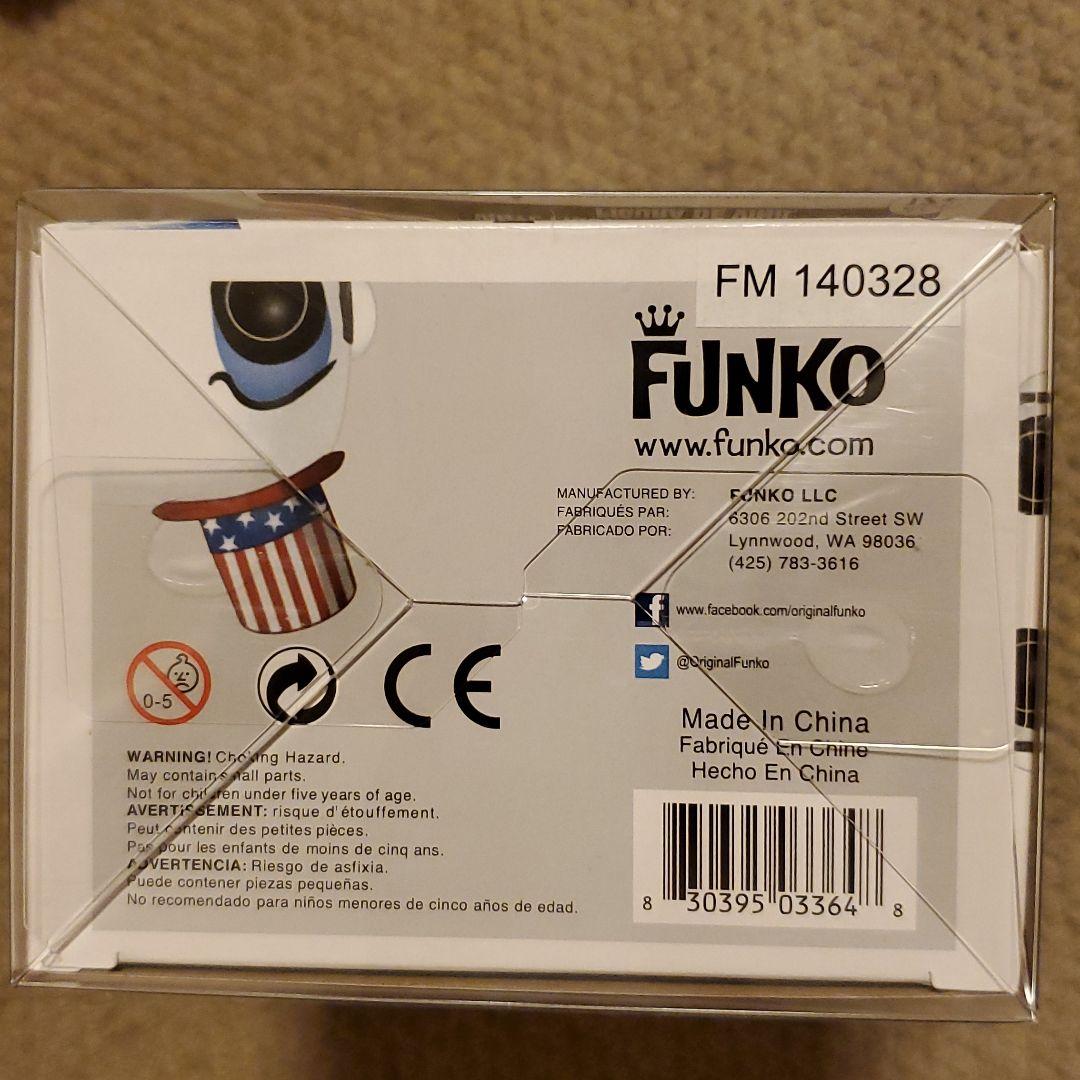 FM 140328
FUNKO
www.funko.com
MANUFACTURED BY: FUNKO LLC
FABRIQUÉS PAR: 6306 202nd Street SW
FABRICADO POR: Lynnwood, WA 98036
(425) 783-3616
f www.facebook.com/originalfunko
@OriginalFunko
0-5
CE
Made In China
Fabriqué En Chine
Hecho En China
WARNING! Choking Hazard.
May contain small parts.
Not for children under five years of age.
AVERTISSEMENT: risque d'étouffement.
Peut contenir des petites pièces.
Pas pour les enfants de moins de cinq ans.
ADVERTENCIA: Riesgo de asfixia.
Puede contener piezas pequeñas.
No recomendado para niños menores de cinco años de edad.
8 30395 03364 8